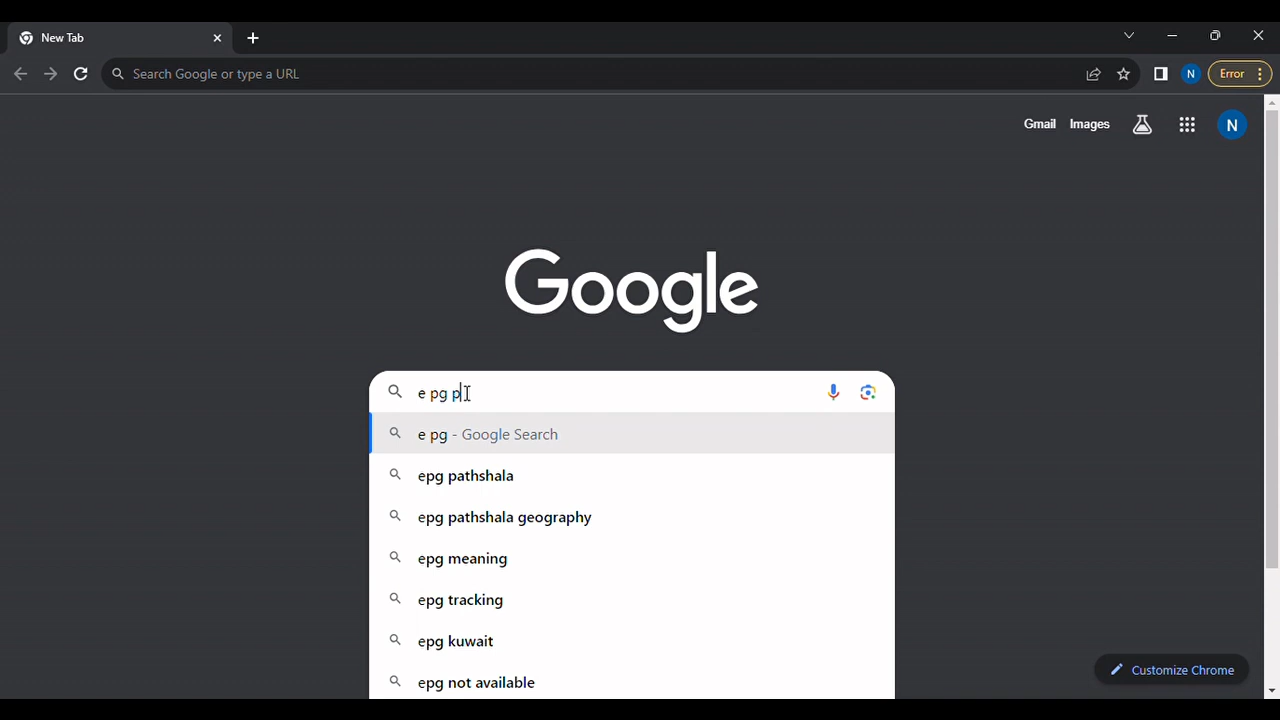 New Tab
Search Google or type a URL
N
Error
Gmail Images
N
Google
e pg p
e pg - Google Search
epg pathshala
epg pathshala geography
epg meaning
epg tracking
epg kuwait
epg not available
Customize Chrome